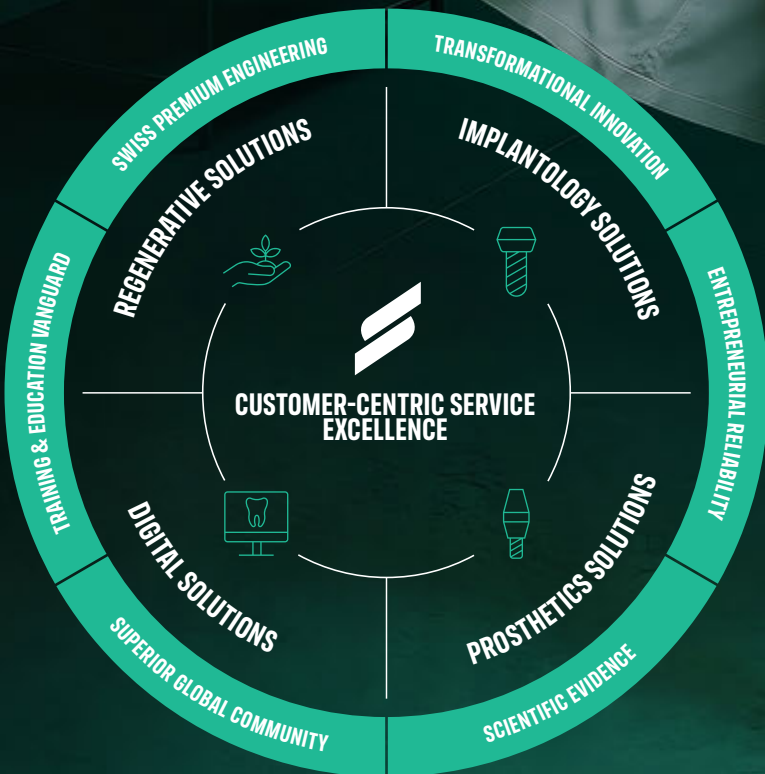 SWISS PREMIUM ENGINEERING
TRANSFORMATIONAL INNOVATION
REGENERATIVE SOLUTIONS
IMPLANTOLOGY SOLUTIONS
TRAINING & EDUCATION VANGUARD
ENTREPRENEURIAL RELIABILITY
CUSTOMER-CENTRIC SERVICE
EXCELLENCE
DIGITAL SOLUTIONS
PROSTHETICS SOLUTIONS
SUPERIOR GLOBAL COMMUNITY
SCIENTIFIC EVIDENCE